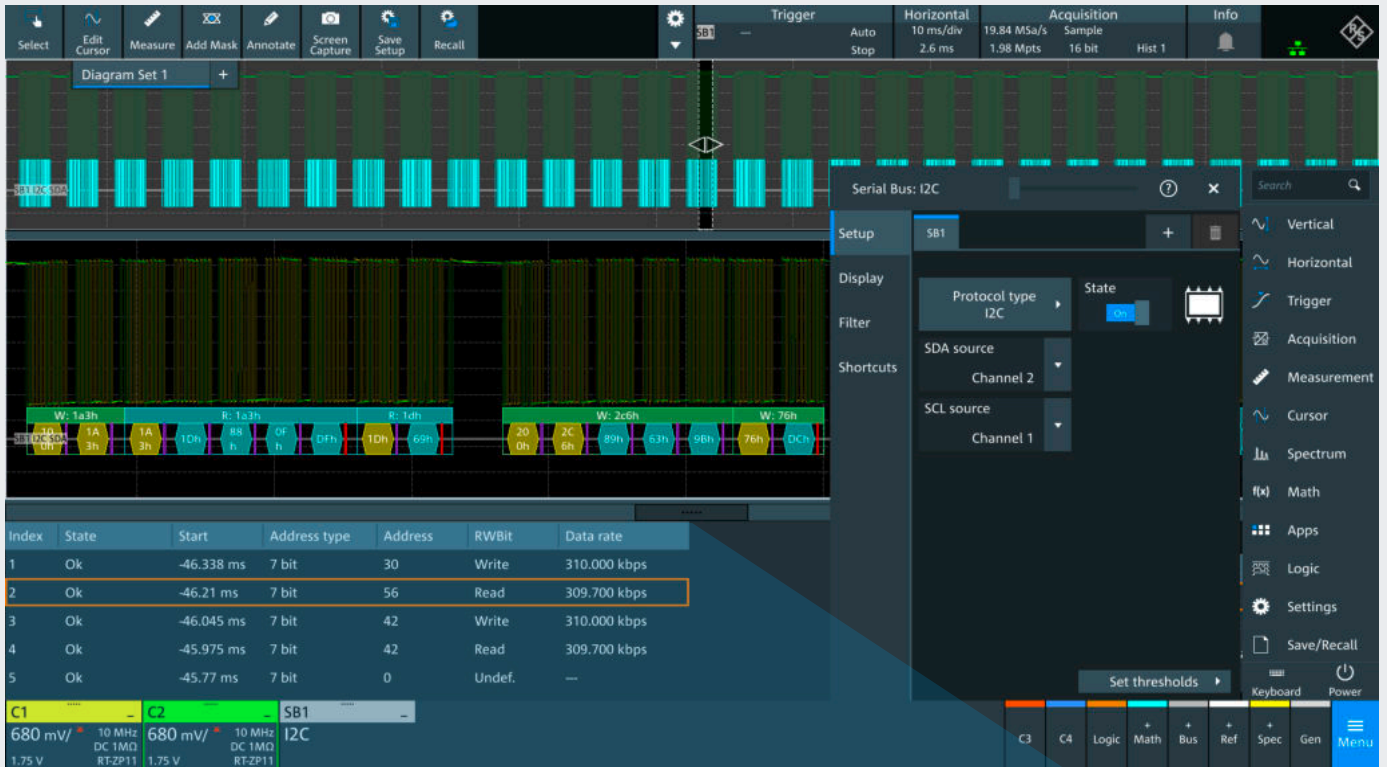 Select
Edit
Cursor
Measure
Add Mask
Annotate
Screen
Capture
Save
Setup
Recall
SB1
Trigger
—
Auto
Stop
Horizontal
10 ms/div
2.6 ms
Acquisition
19.84 MSa/s Sample
1.98 Mpts 16 bit Hist 1
Info
Diagram Set 1 +
SB1 I2C SDA
W: 1a3h R: 1a3h R: 1dh W: 2c6h W: 76h
SB1 I2C SDA
10
0h
1A
3h
1A
3h
1Dh
88
h
0F
h
DFh
1Dh
69h
20
0h
2C
6h
89h
63h
9Bh
76h
DCh
Index State Start Address type Address RWBit Data rate
1 Ok -46.338 ms 7 bit 30 Write 310.000 kbps
2 Ok -46.21 ms 7 bit 56 Read 309.700 kbps
3 Ok -46.045 ms 7 bit 42 Write 310.000 kbps
4 Ok -45.975 ms 7 bit 42 Read 309.700 kbps
5 Ok -45.77 ms 7 bit 0 Undef. —
Serial Bus: I2C
Setup
Display
Filter
Shortcuts
SB1 +
Protocol type
I2C
State
On
SDA source
Channel 2
SCL source
Channel 1
Set thresholds
Search
Vertical
Horizontal
Trigger
Acquisition
Measurement
Cursor
Spectrum
f(x) Math
Apps
Logic
Settings
Save/Recall
Keyboard Power
C1
680 mV/ 10 MHz
DC 1MΩ
1.75 V RT-ZP11
C2
680 mV/ 10 MHz
DC 1MΩ
1.75 V RT-ZP11
SB1
I2C
C3
C4
Logic
+
Math
+
Bus
+
Ref
+
Spec
Gen
Menu